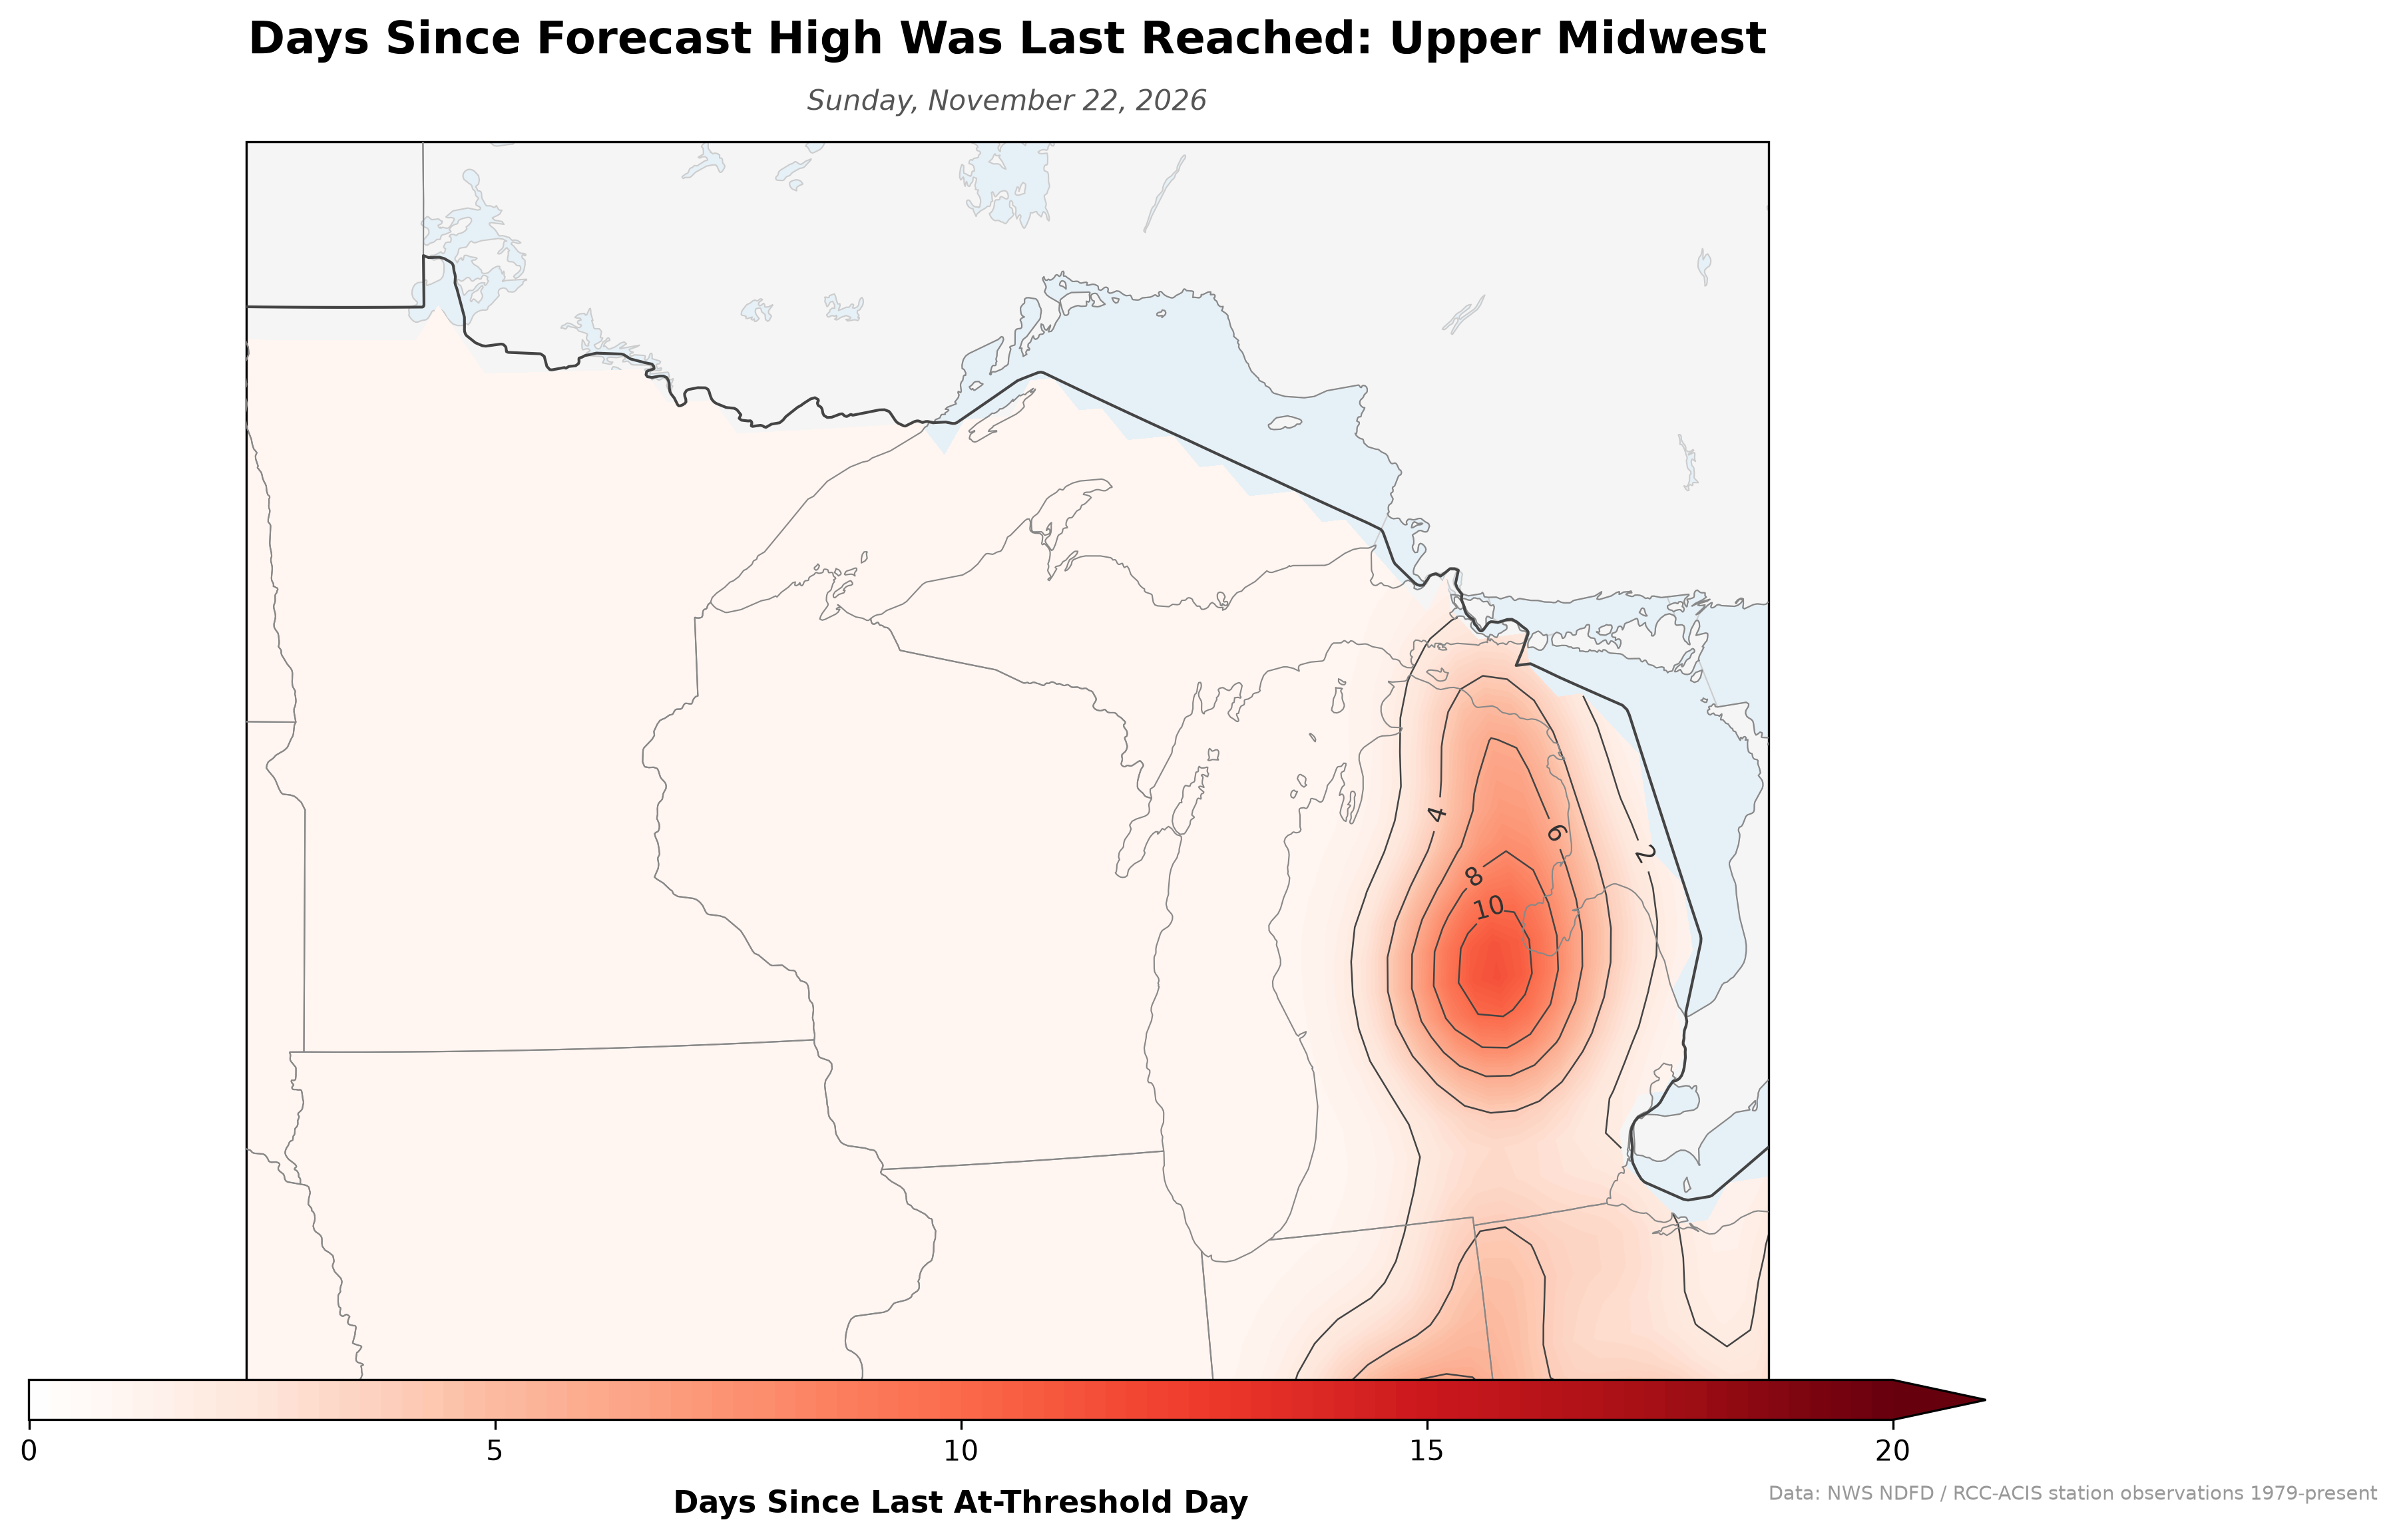 Days Since Forecast High Was Last Reached: Upper Midwest
Sunday, November 22, 2026
4
6
2
8
10
0 5 10 15 20
Days Since Last At-Threshold Day
Data: NWS NDFD / RCC-ACIS station observations 1979-present